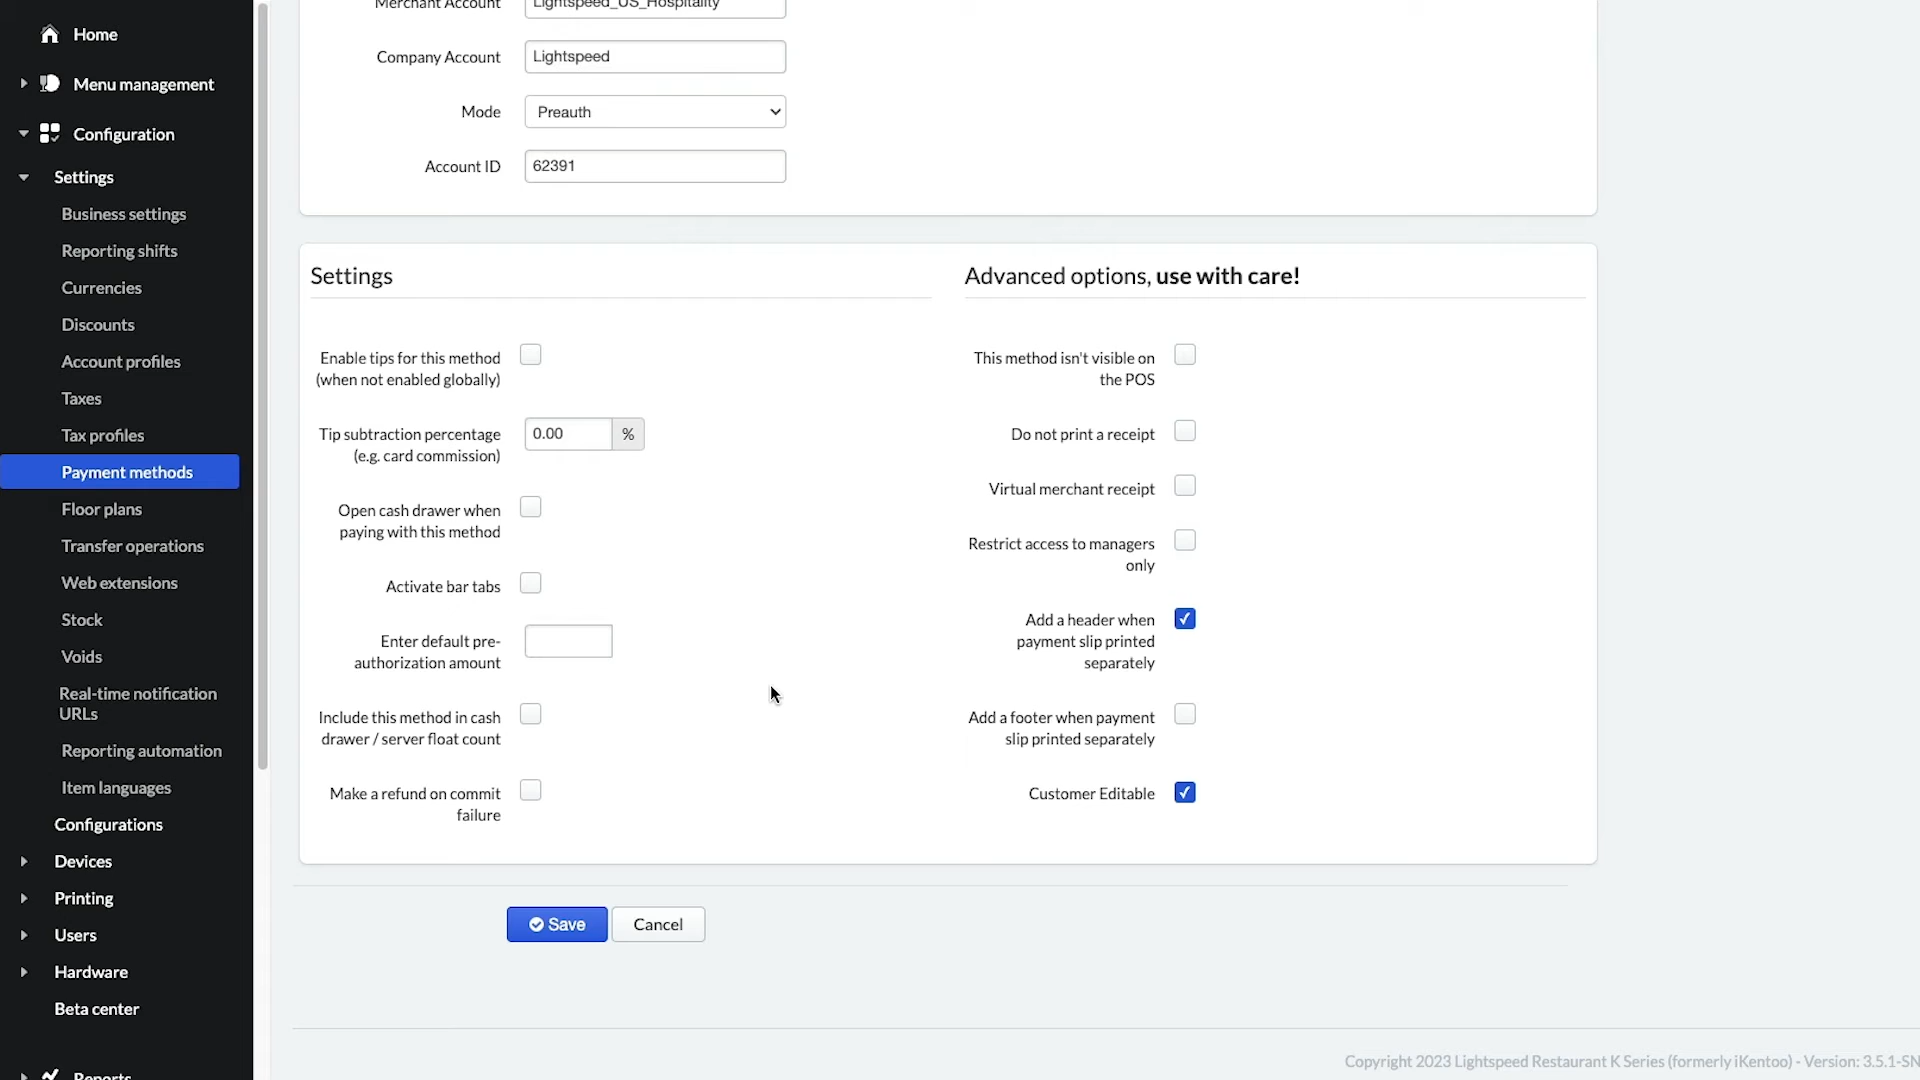 Home
Menu management
Configuration
Settings
Business settings
Reporting shifts
Currencies
Discounts
Account profiles
Taxes
Tax profiles
Payment methods
Floor plans
Transfer operations
Web extensions
Stock
Voids
Real-time notification
URLs
Reporting automation
Item languages
Configurations
Devices
Printing
Users
Hardware
Beta center
Reports
Merchant Account
Lightspeed_US_Hospitality
Company Account
Lightspeed
Mode
Preauth
Account ID
62391
Settings
Enable tips for this method
(when not enabled globally)
Tip subtraction percentage
(e.g. card commission)
0.00
%
Open cash drawer when
paying with this method
Activate bar tabs
Enter default pre-
authorization amount
Include this method in cash
drawer / server float count
Make a refund on commit
failure
Advanced options, use with care!
This method isn't visible on
the POS
Do not print a receipt
Virtual merchant receipt
Restrict access to managers
only
Add a header when
payment slip printed
separately
Add a footer when payment
slip printed separately
Customer Editable
Save
Cancel
Copyright 2023 Lightspeed Restaurant K Series (formerly iKentoo) - Version: 3.5.1-SN